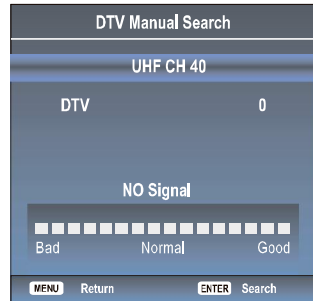 DTV Manual Search
UHF CH 40
DTV 0
NO Signal
Bad Normal Good
MENU Return ENTER Search